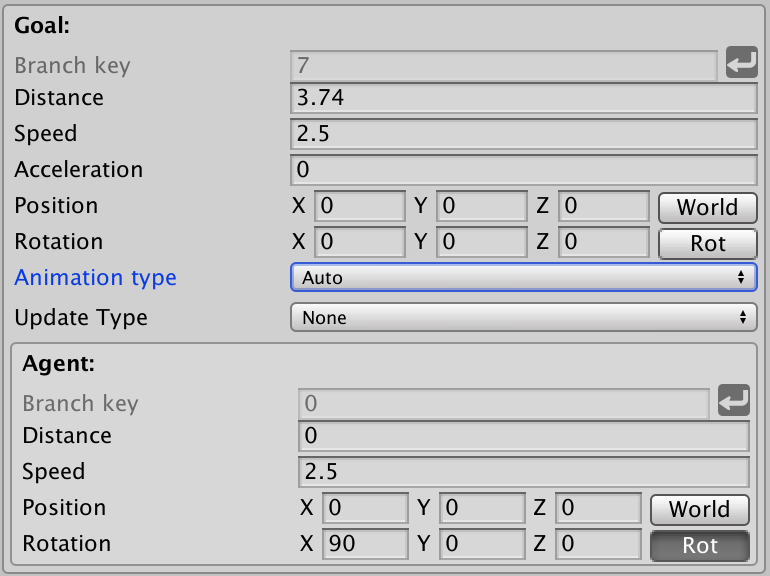 Goal:
Branch key 7
Distance 3.74
Speed 2.5
Acceleration 0
Position X 0 Y 0 Z 0 World
Rotation X 0 Y 0 Z 0 Rot
Animation type Auto
Update Type None
Agent:
Branch key 0
Distance 0
Speed 2.5
Position X 0 Y 0 Z 0 World
Rotation X 90 Y 0 Z 0 Rot